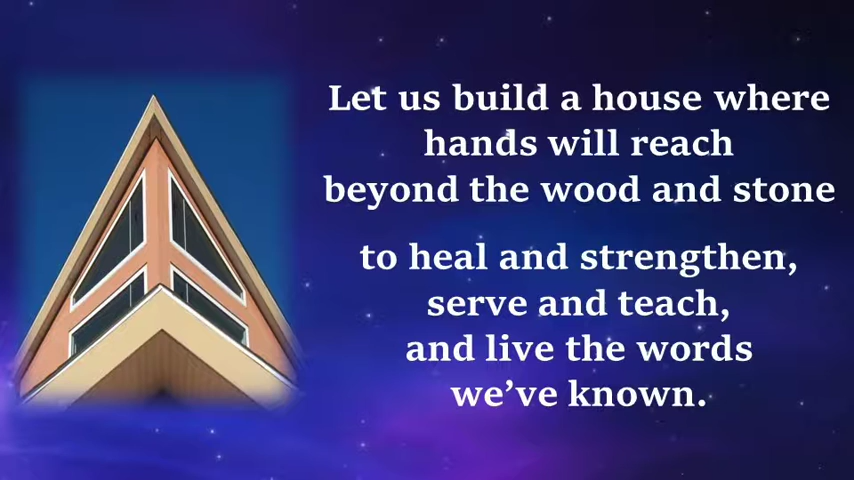 Let us build a house where
hands will reach
beyond the wood and stone
to heal and strengthen,
serve and teach,
and live the words
we’ve known.